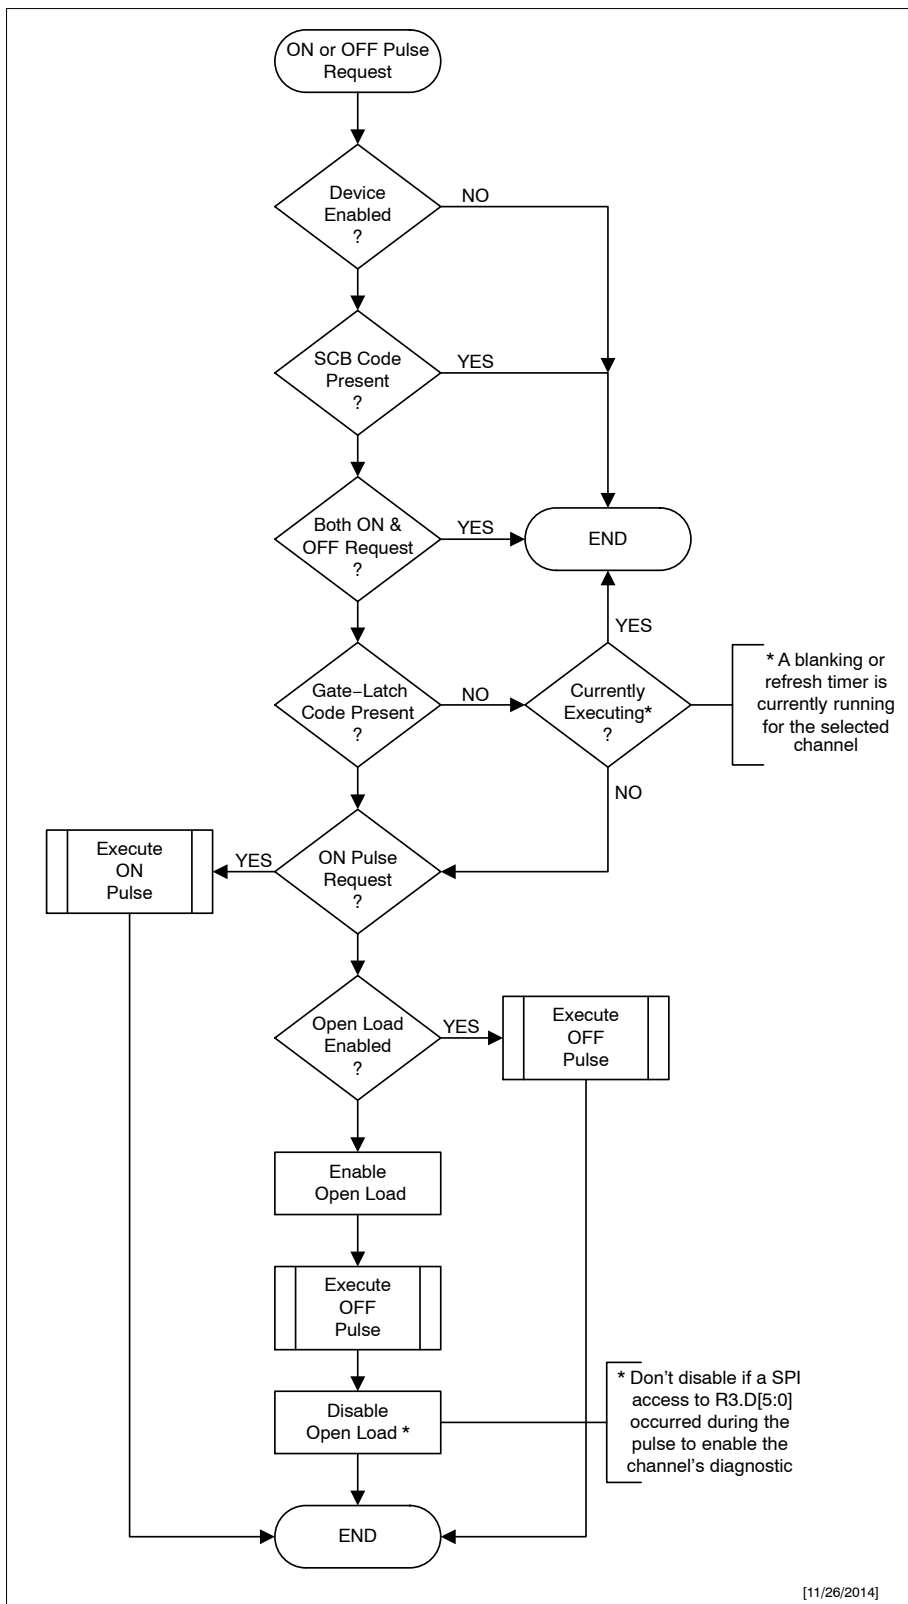 ON or OFF Pulse
Request
Device
Enabled
?
NO
SCB Code
Present
?
YES
Both ON &
OFF Request
?
YES
END
YES
Gate−Latch
Code Present
?
NO
Currently
Executing*
?
* A blanking or
refresh timer is
currently running
for the selected
channel
NO
Execute
ON
Pulse
YES
ON Pulse
Request
?
Open Load
Enabled
?
YES
Execute
OFF
Pulse
Enable
Open Load
Execute
OFF
Pulse
Disable
Open Load *
* Don't disable if a SPI
access to R3.D[5:0]
occurred during the
pulse to enable the
channel's diagnostic
END
[11/26/2014]